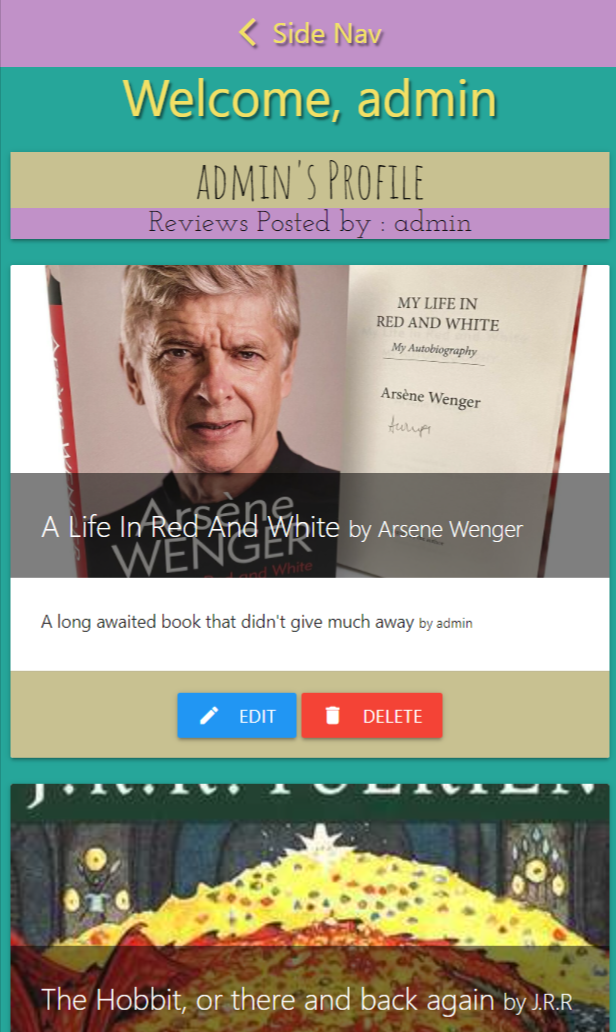 Side Nav
Welcome, admin
admin's Profile
Reviews Posted by : admin
MY LIFE IN
RED AND WHITE
My Autobiography
Arsène Wenger
Arsène
WENGER
Red and White
A Life In Red And White by Arsene Wenger
A long awaited book that didn't give much away by admin
EDIT
DELETE
J.R.R. TOLKIEN
The Hobbit, or there and back again by J.R.R